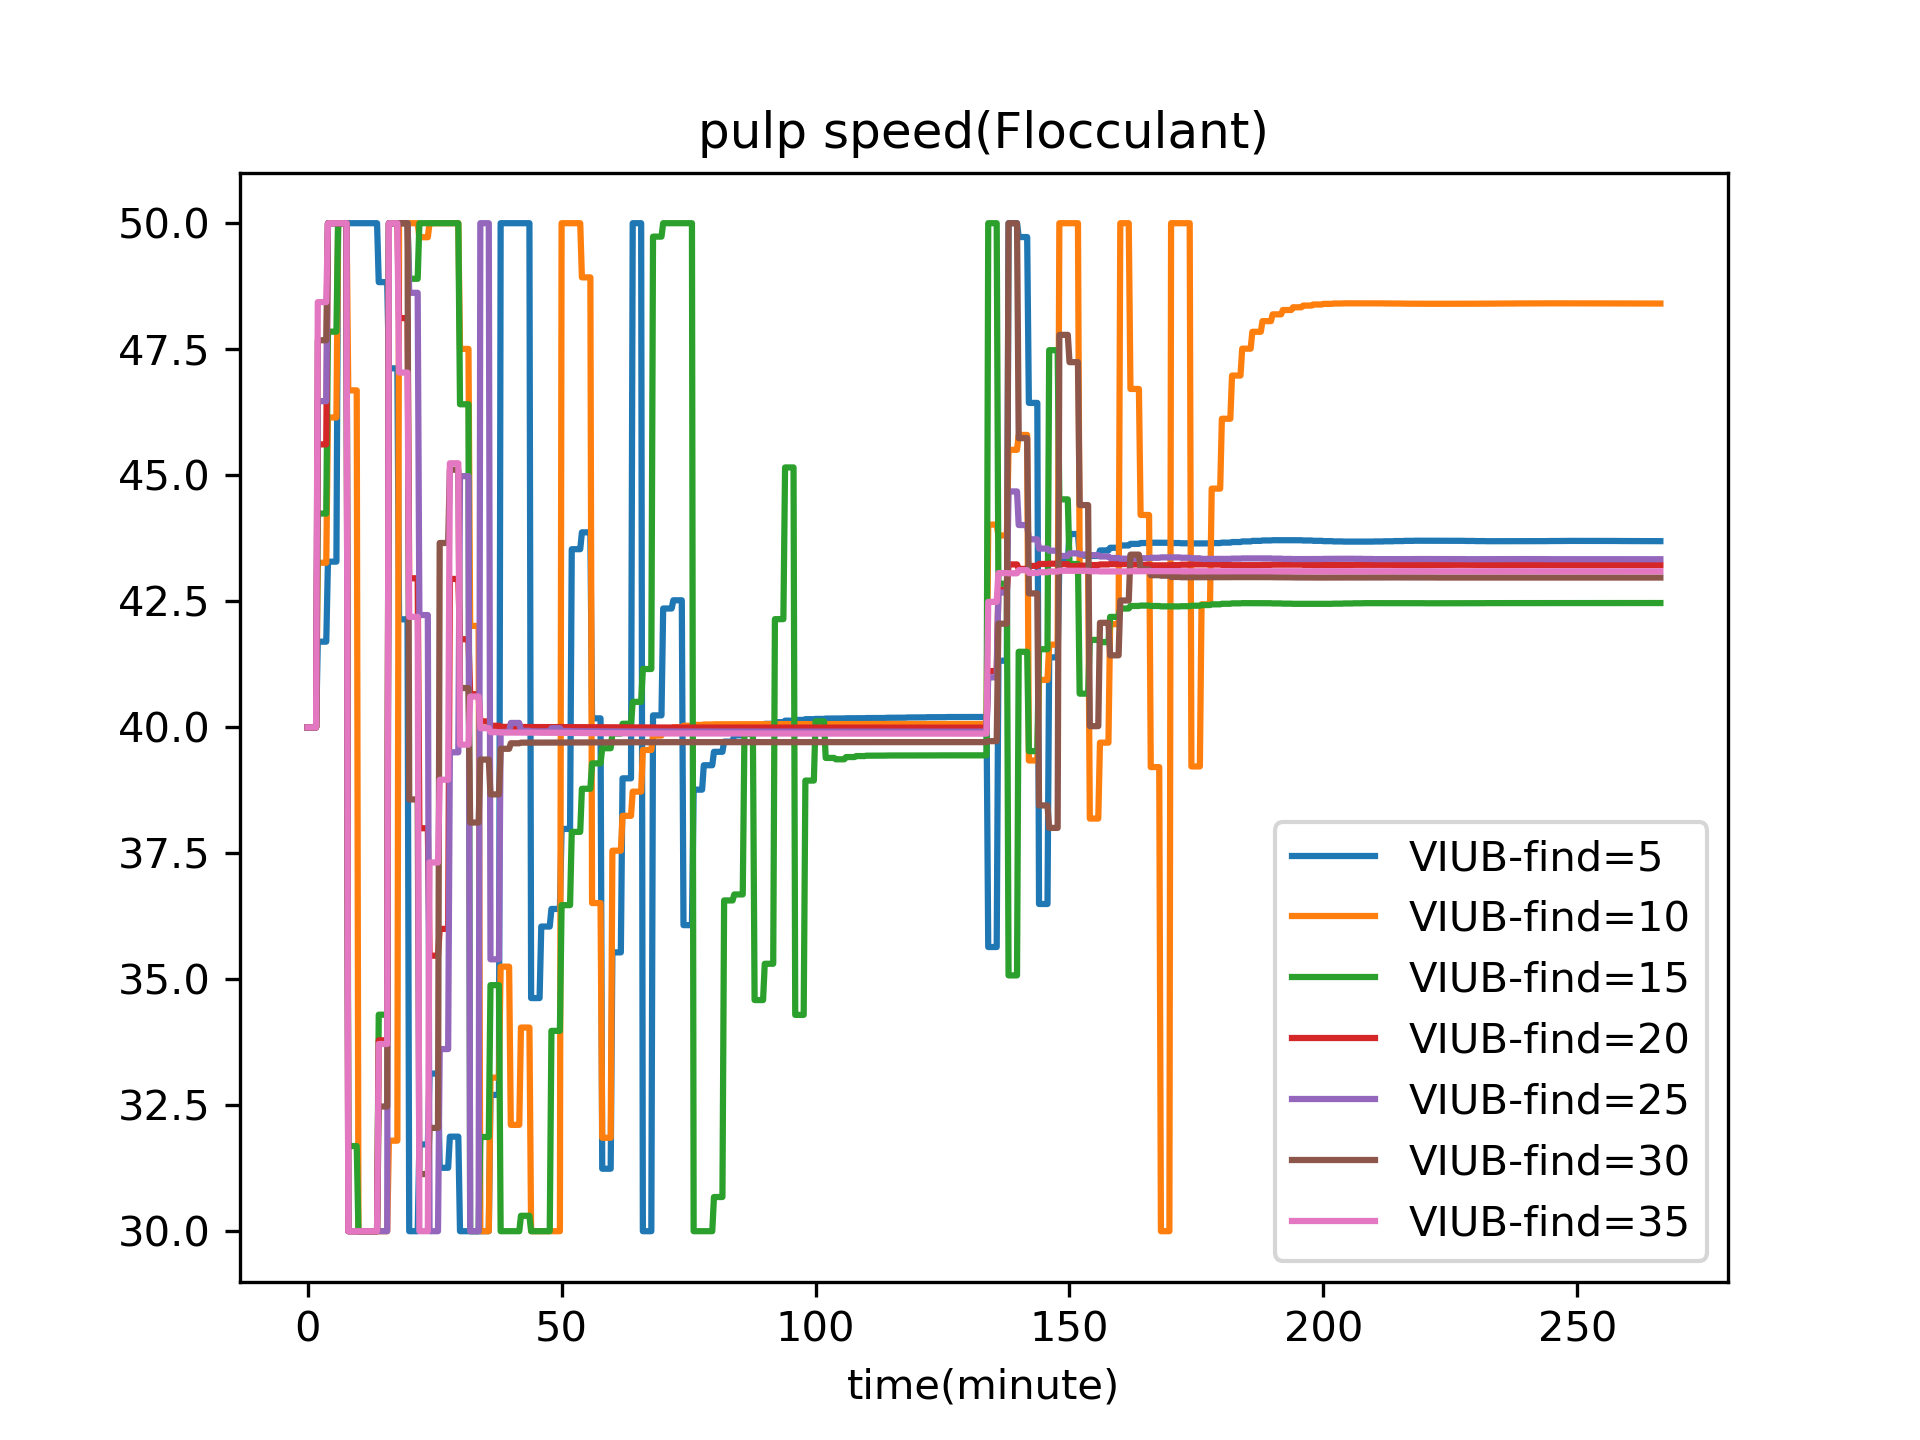 pulp speed(Flocculant)
50.0
47.5
45.0
42.5
40.0
37.5
35.0
32.5
30.0
0 50 100 150 200 250
time(minute)
VIUB-find=5
VIUB-find=10
VIUB-find=15
VIUB-find=20
VIUB-find=25
VIUB-find=30
VIUB-find=35